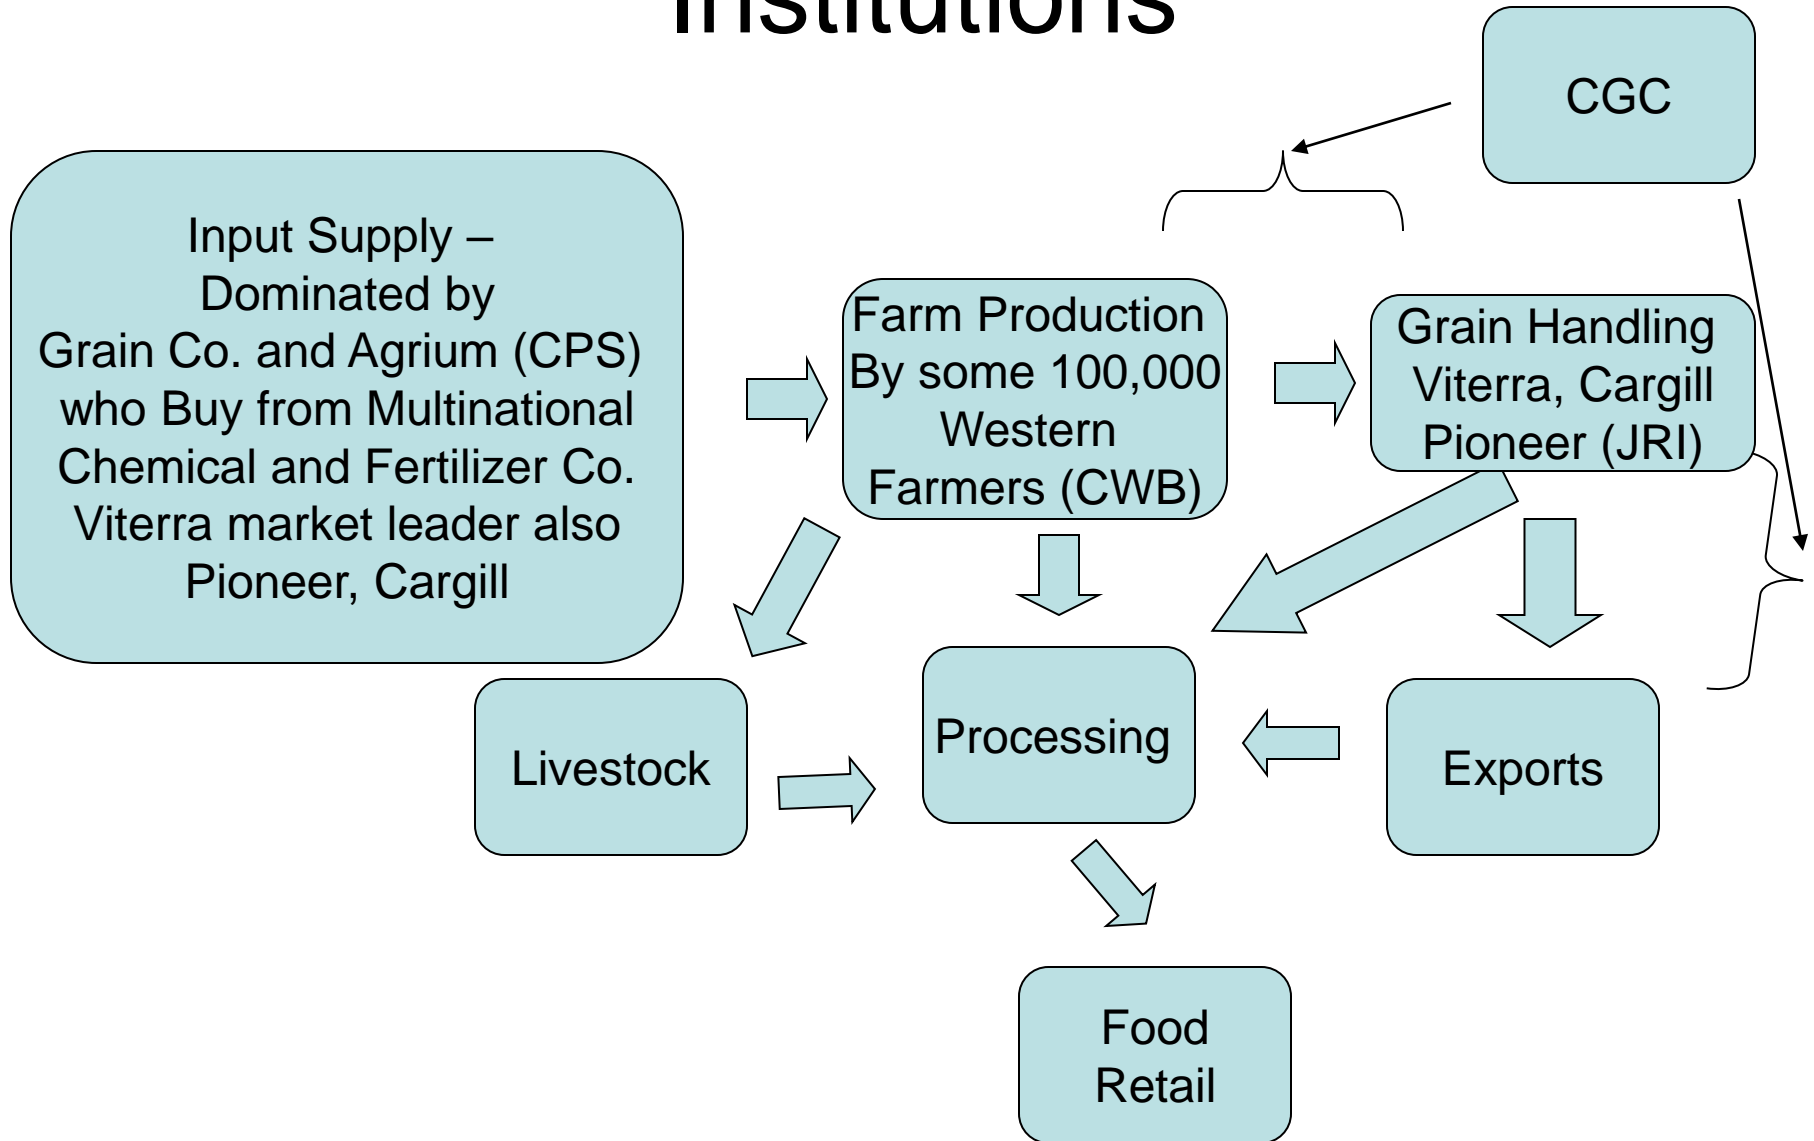 Institutions
CGC
Input Supply –
Dominated by
Grain Co. and Agrium (CPS)
who Buy from Multinational
Chemical and Fertilizer Co.
Viterra market leader also
Pioneer, Cargill
Farm Production
By some 100,000
Western
Farmers (CWB)
Grain Handling
Viterra, Cargill
Pioneer (JRI)
Livestock
Processing
Exports
Food
Retail